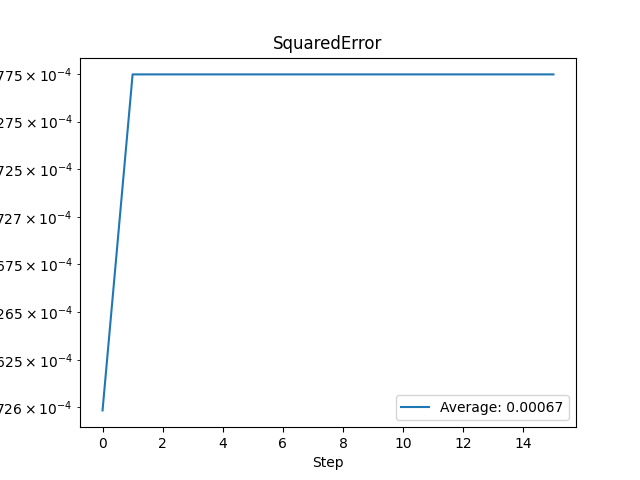 SquaredError
775 × 10⁻⁴
275 × 10⁻⁴
725 × 10⁻⁴
727 × 10⁻⁴
675 × 10⁻⁴
265 × 10⁻⁴
625 × 10⁻⁴
726 × 10⁻⁴
Average: 0.00067
0 2 4 6 8 10 12 14
Step